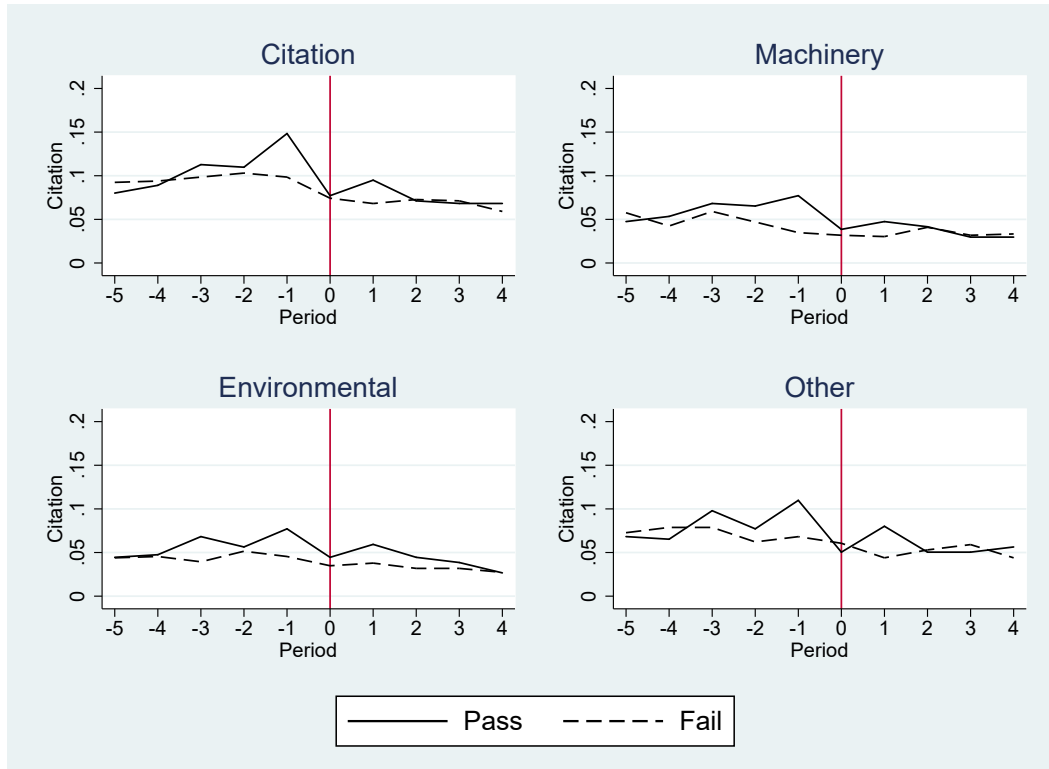 Citation
Citation
0 .05 .1 .15 .2
-5 -4 -3 -2 -1 0 1 2 3 4
Period
Machinery
Citation
0 .05 .1 .15 .2
-5 -4 -3 -2 -1 0 1 2 3 4
Period
Environmental
Citation
0 .05 .1 .15 .2
-5 -4 -3 -2 -1 0 1 2 3 4
Period
Other
Citation
0 .05 .1 .15 .2
-5 -4 -3 -2 -1 0 1 2 3 4
Period
Pass Fail